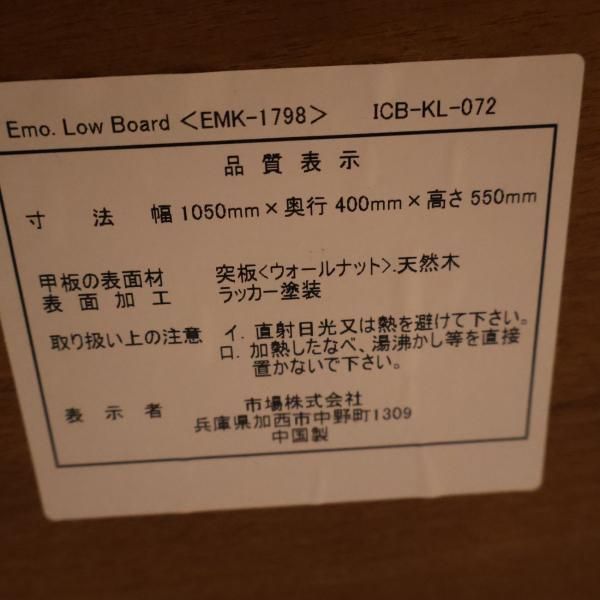 Emo. Low Board <EMK-1798> ICB-KL-072
品質表示
寸法 幅1050mm×奥行400mm×高さ550mm
甲板の表面材 突板<ウォールナット>.天然木
表面加工 ラッカー塗装
取り扱い上の注意 イ. 直射日光又は熱を避けて下さい。
ロ. 加熱したなべ、湯沸かし等を直接
置かないで下さい。
表示者 市場株式会社
兵庫県加西市中野町1309
中国製